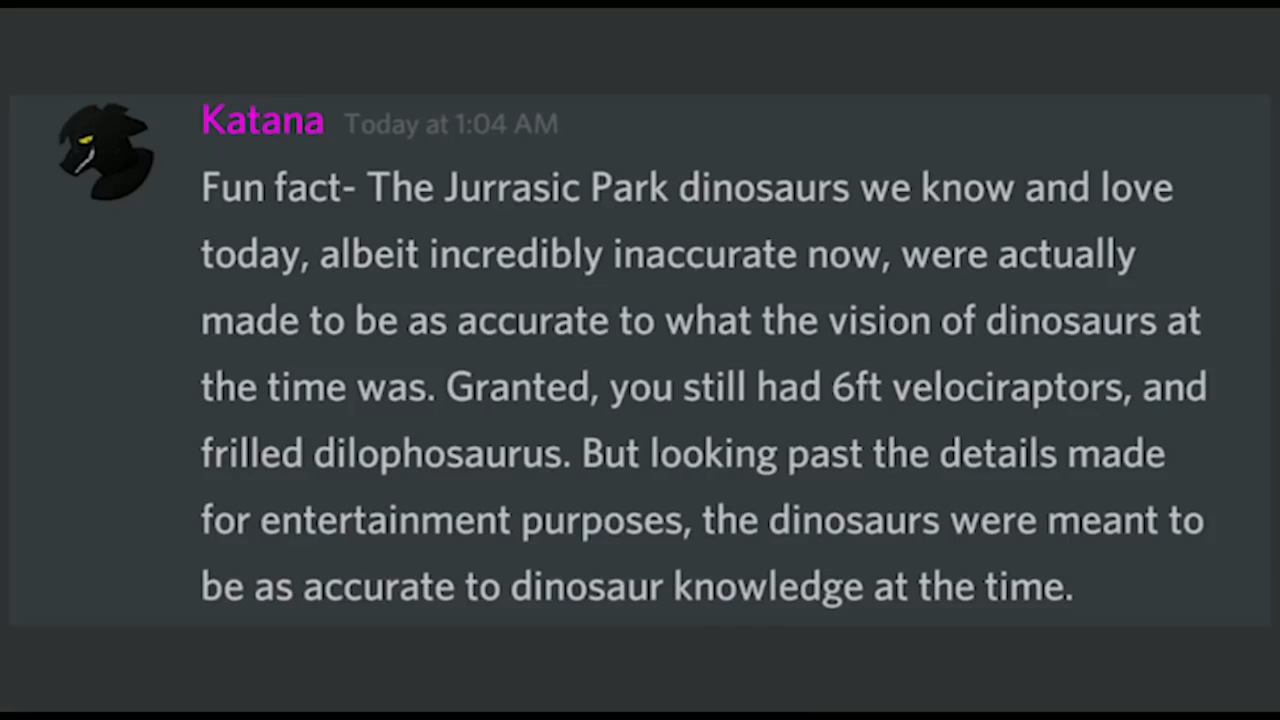 Katana Today at 1:04 AM
Fun fact- The Jurrasic Park dinosaurs we know and love
today, albeit incredibly inaccurate now, were actually
made to be as accurate to what the vision of dinosaurs at
the time was. Granted, you still had 6ft velociraptors, and
frilled dilophosaurus. But looking past the details made
for entertainment purposes, the dinosaurs were meant to
be as accurate to dinosaur knowledge at the time.